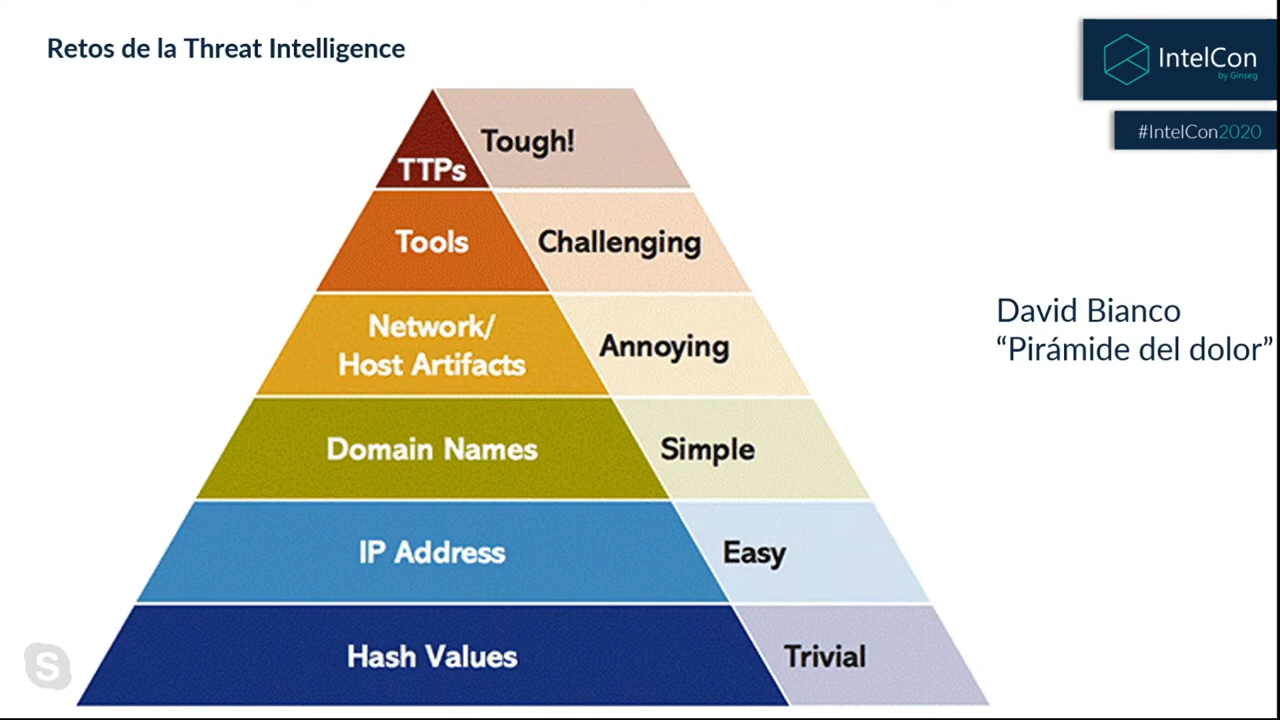 Retos de la Threat Intelligence
IntelCon
by Ginseg
#IntelCon2020
Tough!
TTPs
Tools
Challenging
Network/
Host Artifacts
Annoying
David Bianco
“Pirámide del dolor”
Domain Names
Simple
IP Address
Easy
Hash Values
Trivial
S